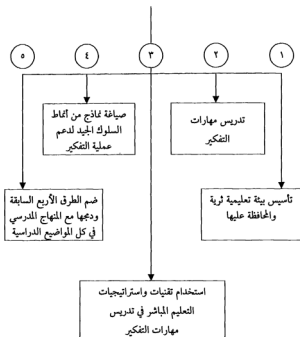 ١ ٢ ٣ ٤ ٥
تدريس مهارات
التفكير
صياغة نماذج من أنماط
السلوك الجيد لدعم
عملية التفكير
تأسيس بيئة تعليمية ثرية
والمحافظة عليها
ضم الطرق الأربع السابقة
ودمجها مع المنهاج المدرسي
في كل المواضيع الدراسية
استخدام تقنيات واستراتيجيات
التعليم المباشر في تدريس
مهارات التفكير